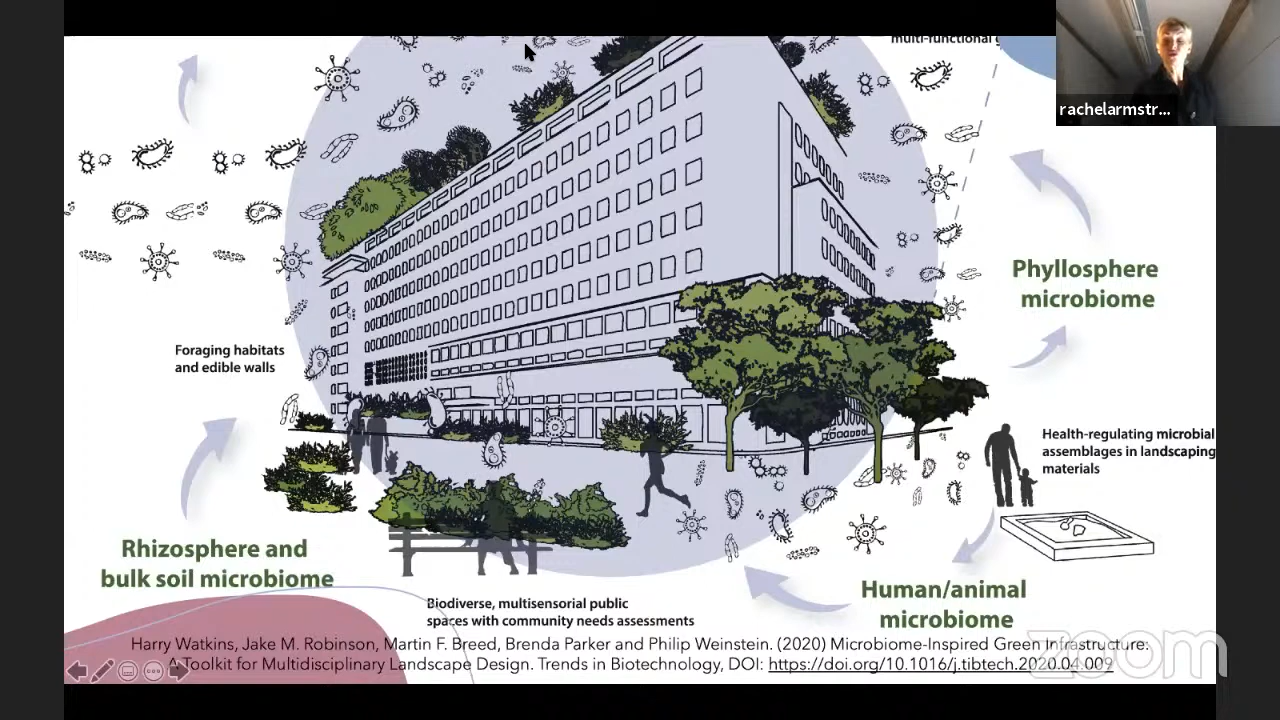 multi-functional g
rachelarmstr...
Phyllosphere
microbiome
Foraging habitats
and edible walls
Health-regulating microbial
assemblages in landscaping
materials
Rhizosphere and
bulk soil microbiome
Human/animal
microbiome
Biodiverse, multisensorial public
spaces with community needs assessments
Harry Watkins, Jake M. Robinson, Martin F. Breed, Brenda Parker and Philip Weinstein. (2020) Microbiome-Inspired Green Infrastructure:
A Toolkit for Multidisciplinary Landscape Design. Trends in Biotechnology, DOI: https://doi.org/10.1016/j.tibtech.2020.04.009
zoom